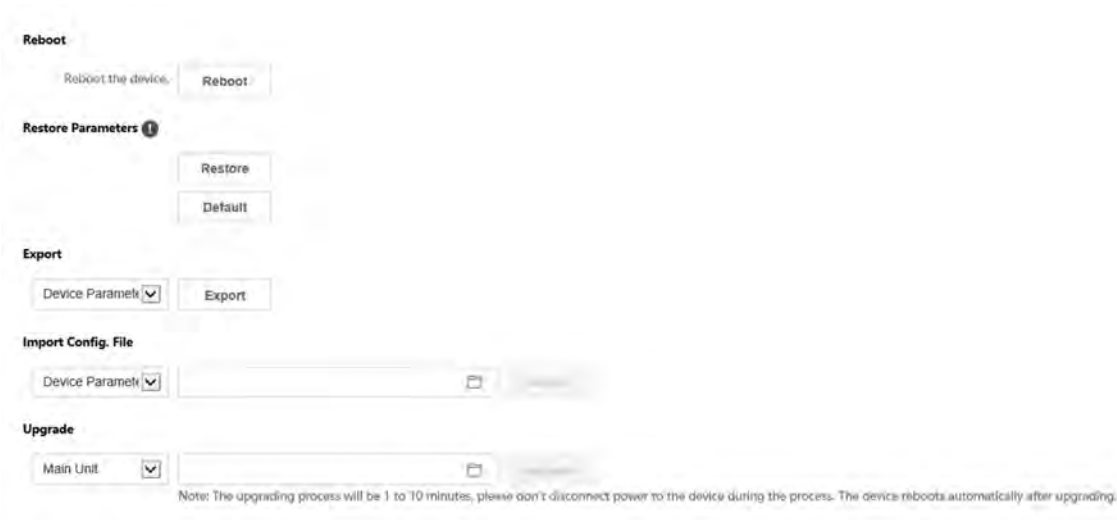 Reboot
Reboot the device. Reboot
Restore Parameters !
Restore
Default
Export
Device Paramete Export
Import Config. File
Device Paramete
Upgrade
Main Unit
Note: The upgrading process will be 1 to 10 minutes, please don't disconnect power to the device during the process. The device reboots automatically after upgrading.